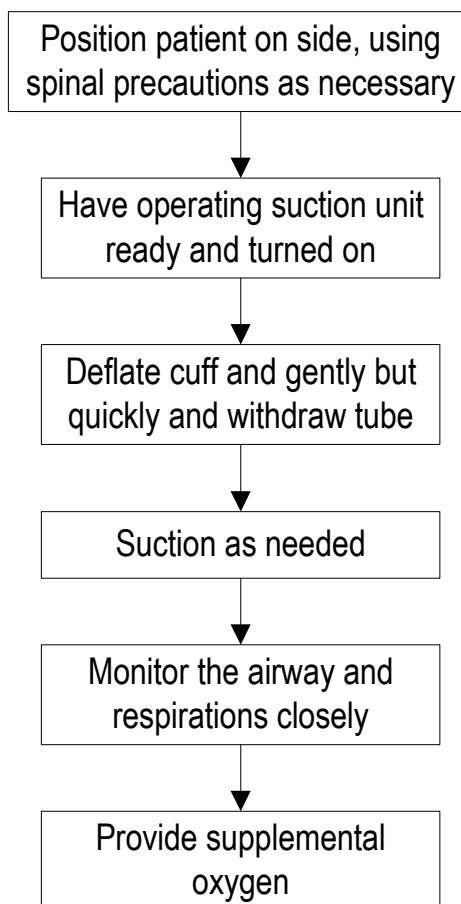 Position patient on side, using
spinal precautions as necessary
Have operating suction unit
ready and turned on
Deflate cuff and gently but
quickly and withdraw tube
Suction as needed
Monitor the airway and
respirations closely
Provide supplemental
oxygen